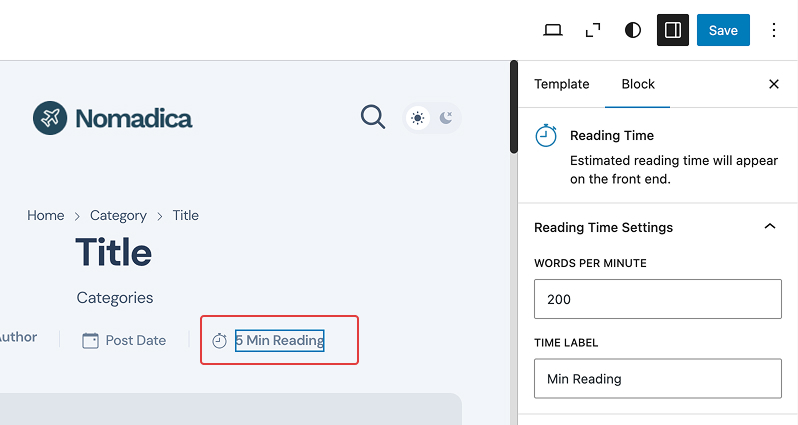 Save
Template Block
Nomadica
Reading Time
Estimated reading time will appear
on the front end.
Home Category Title
Title
Categories
Post Date 5 Min Reading
Reading Time Settings
WORDS PER MINUTE
200
TIME LABEL
Min Reading